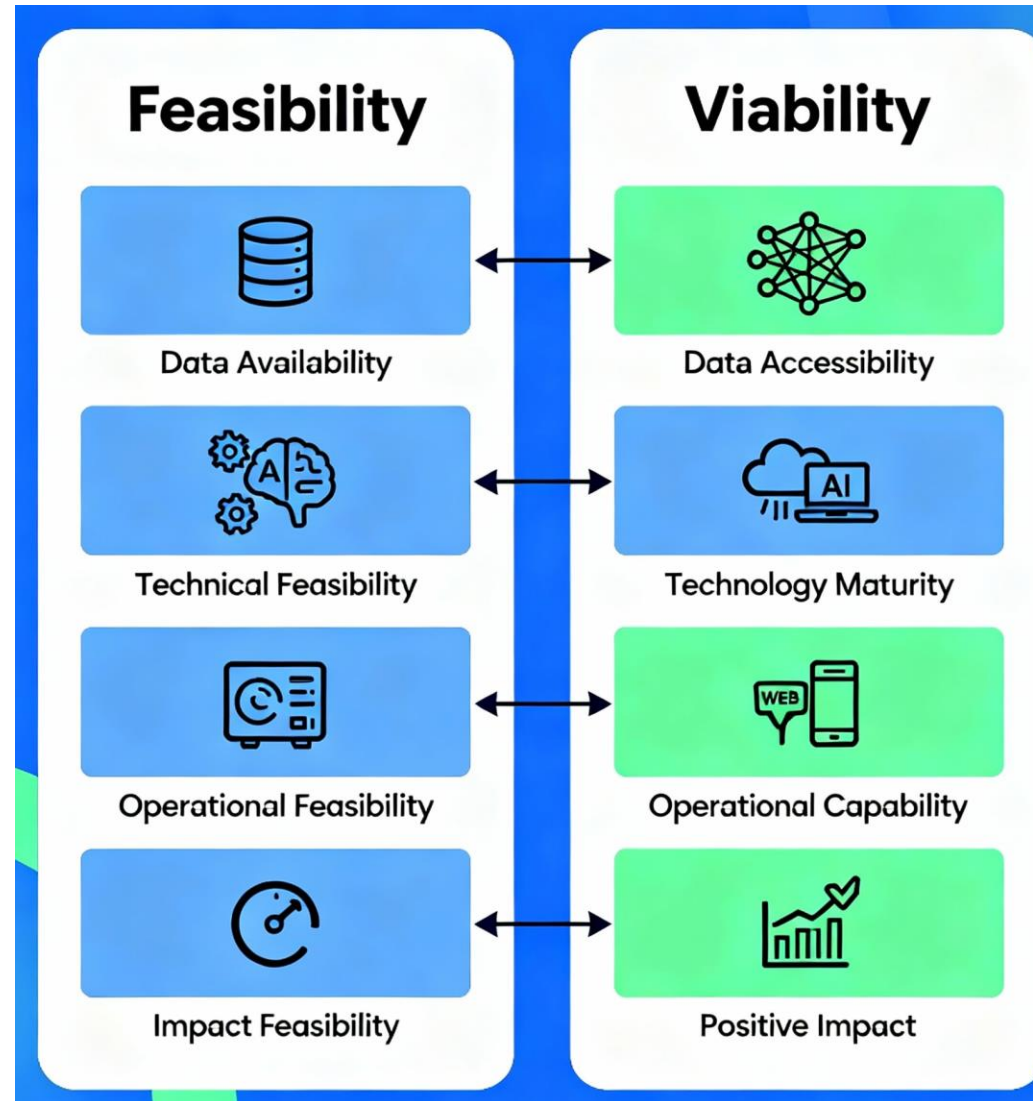 Feasibility
Viability
Data Availability
Data Accessibility
AI
Technical Feasibility
Technology Maturity
WEB
Operational Feasibility
Operational Capability
Impact Feasibility
Positive Impact